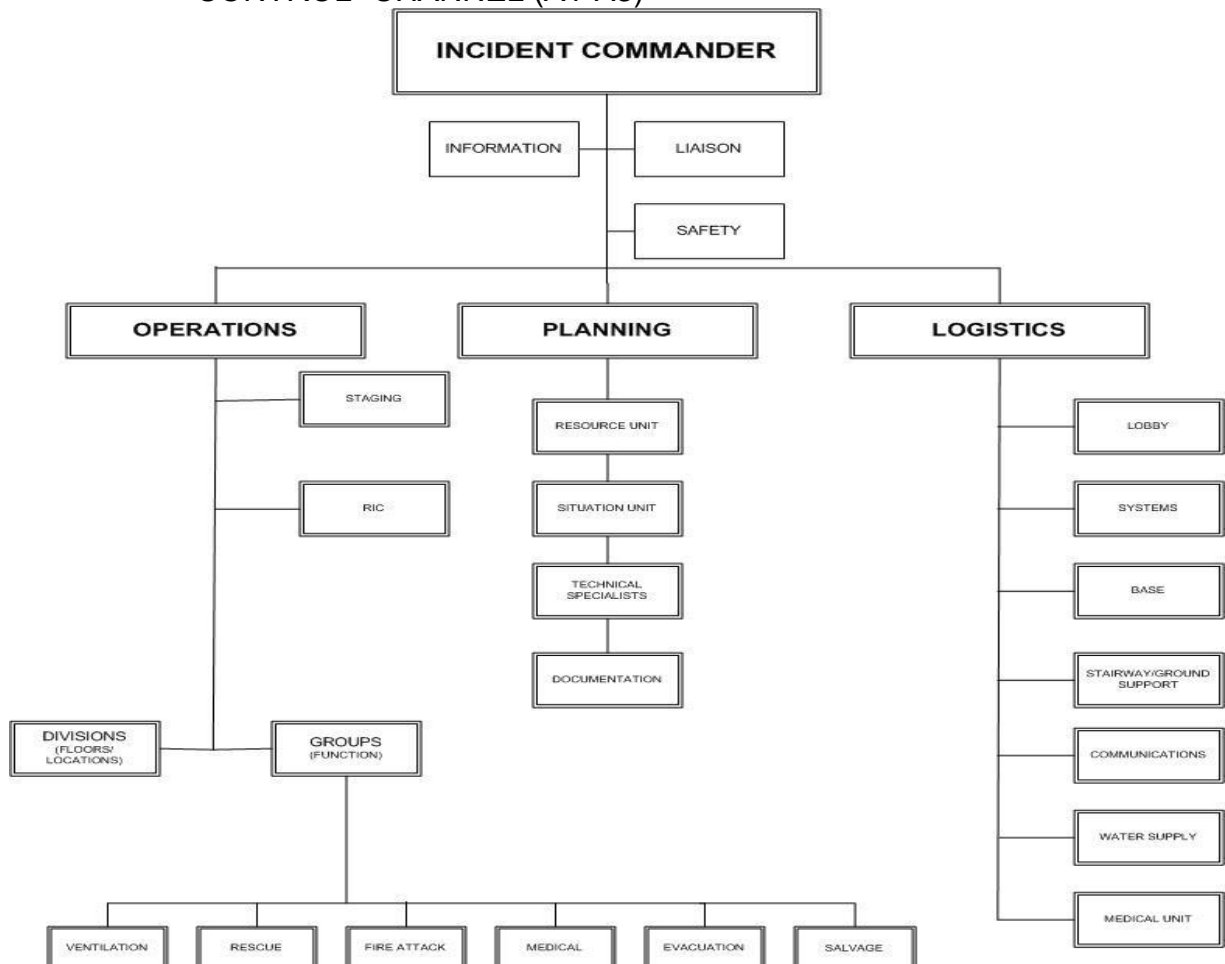 INCIDENT COMMANDER
INFORMATION
LIAISON
SAFETY
OPERATIONS
PLANNING
LOGISTICS
STAGING
RESOURCE UNIT
LOBBY
RIC
SITUATION UNIT
SYSTEMS
TECHNICAL
SPECIALISTS
BASE
DOCUMENTATION
STAIRWAY/GROUND
SUPPORT
DIVISIONS
(FLOORS/
LOCATIONS)
GROUPS
(FUNCTION)
COMMUNICATIONS
WATER SUPPLY
MEDICAL UNIT
VENTILATION
RESCUE
FIRE ATTACK
MEDICAL
EVACUATION
SALVAGE